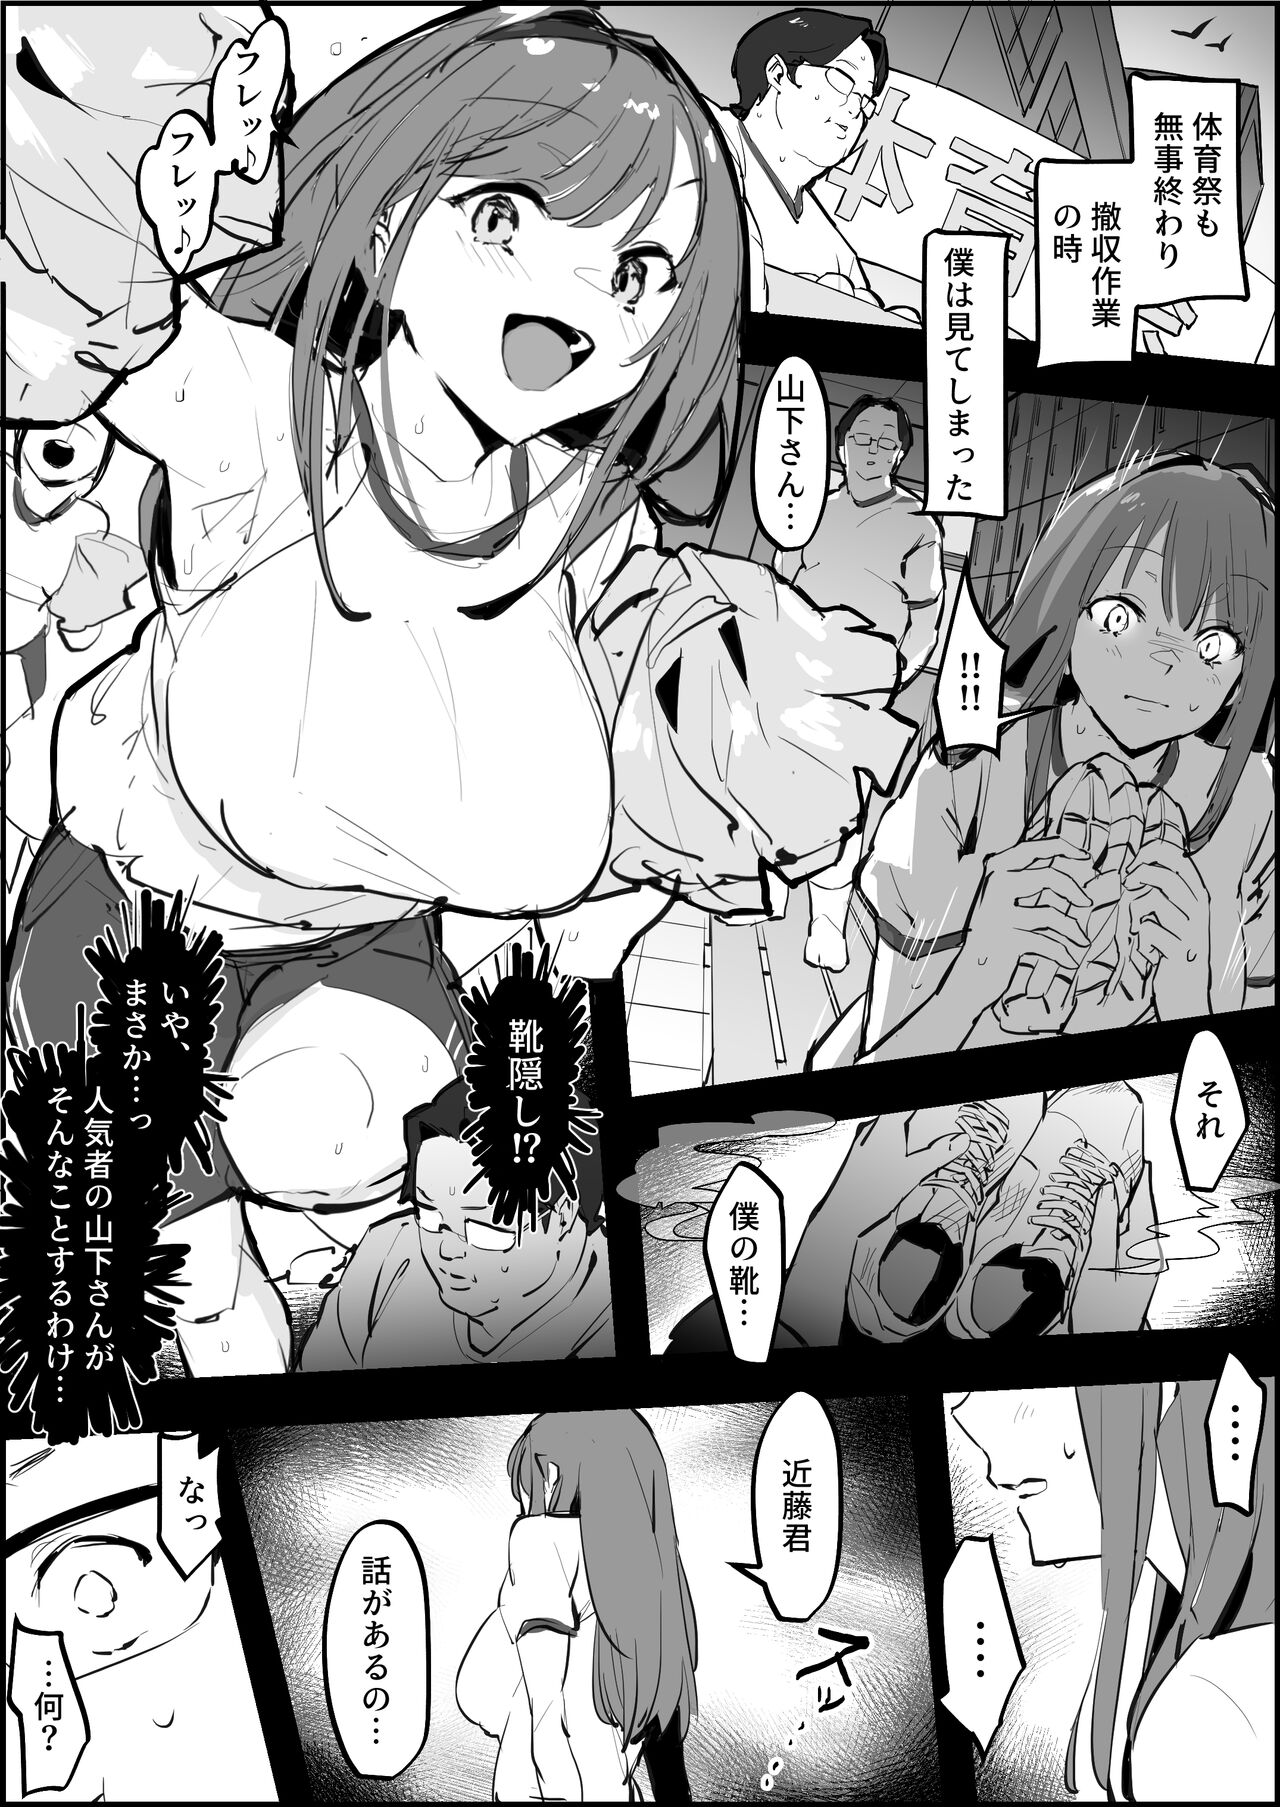 体育祭も
無事終わり
撤収作業
の時
体育
僕は見てしまった
フレッ♪
フレッ♪
山下さん…
!!!!
それ
僕の靴…
靴隠し!?
いや、
まさか…っ
人気者の山下さんが
そんなことするわけ…
…
…
近藤君
スッ…
話があるの…
なっ
…何?